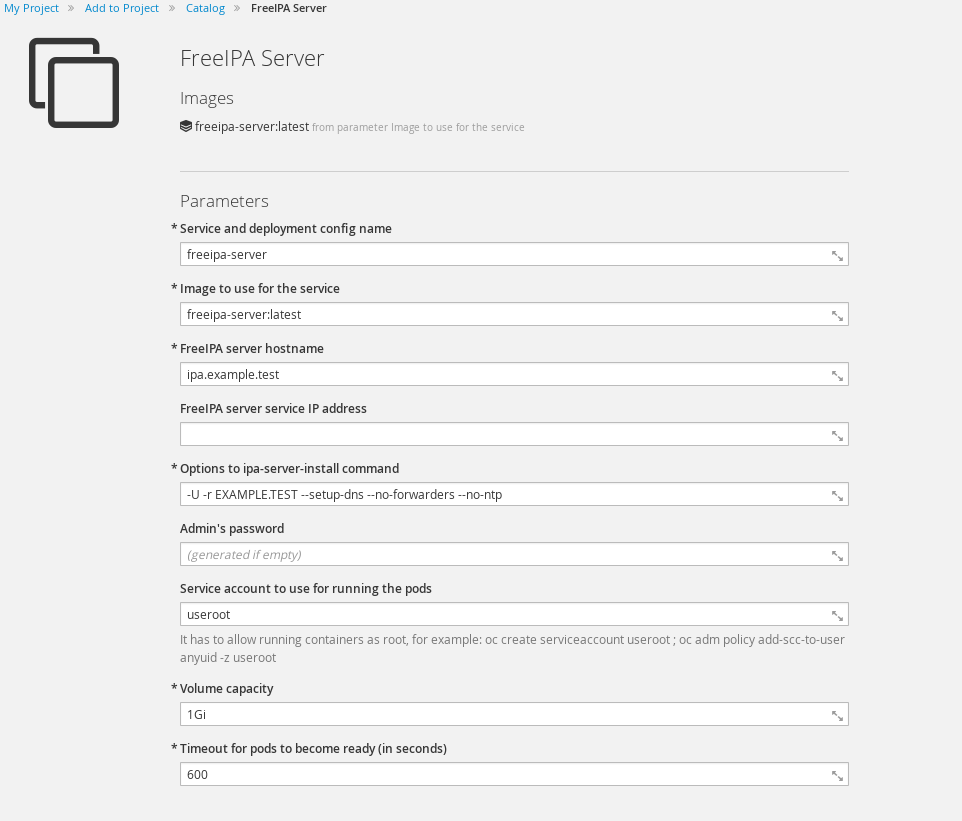 My Project » Add to Project » Catalog » FreeIPA Server
FreeIPA Server
Images
freeipa-server:latest from parameter Image to use for the service
Parameters
* Service and deployment config name
freeipa-server
* Image to use for the service
freeipa-server:latest
* FreeIPA server hostname
ipa.example.test
FreeIPA server service IP address
* Options to ipa-server-install command
-U -r EXAMPLE.TEST --setup-dns --no-forwarders --no-ntp
Admin's password
(generated if empty)
Service account to use for running the pods
useroot
It has to allow running containers as root, for example: oc create serviceaccount useroot ; oc adm policy add-scc-to-user
anyuid -z useroot
* Volume capacity
1Gi
* Timeout for pods to become ready (in seconds)
600